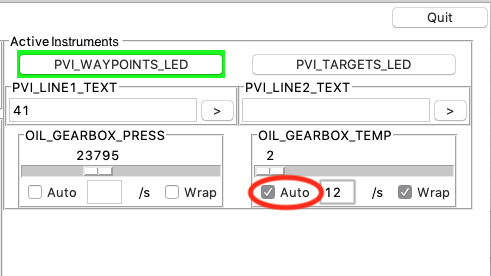 Quit
Active Instruments
PVI_WAYPOINTS_LED PVI_TARGETS_LED
PVI_LINE1_TEXT PVI_LINE2_TEXT
41 > >
OIL_GEARBOX_PRESS OIL_GEARBOX_TEMP
23795 2
Auto /s Wrap Auto 12 /s Wrap